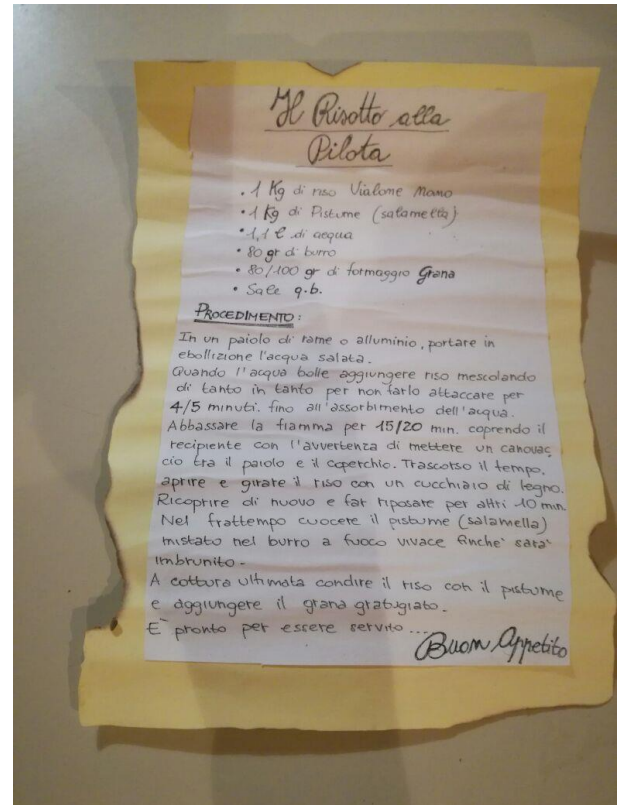 Il Risotto alla
Pilota
• 1 Kg di riso Vialone Nano
• 1 Kg di Pistume (salamella)
• 1,1 l di acqua
• 80 gr di burro
• 80/100 gr di formaggio Grana
• Sale q.b.
PROCEDIMENTO:
In un paiolo di rame o alluminio, portare in
ebollizione l'acqua salata.
Quando l'acqua bolle aggiungere riso mescolando
di tanto in tanto per non farlo attaccare per
4/5 minuti. fino all'assorbimento dell'acqua.
Abbassare la fiamma per 15/20 min. coprendo il
recipiente con l'avvertenza di mettere un canovac
cio tra il paiolo e il coperchio. Trascorso il tempo,
aprire e girate il riso con un cucchiaio di legno.
Ricoprire di nuovo e far riposare per altri 10 min
Nel frattempo cuocere il pistume (salamella)
mistato nel burro a fuoco vivace finche' sara'
imbrunito -
A cottura ultimata condire il riso con il pistume
e aggiungere il grana gratugiato.
E' pronto per essere servito ...
Buon Appetito